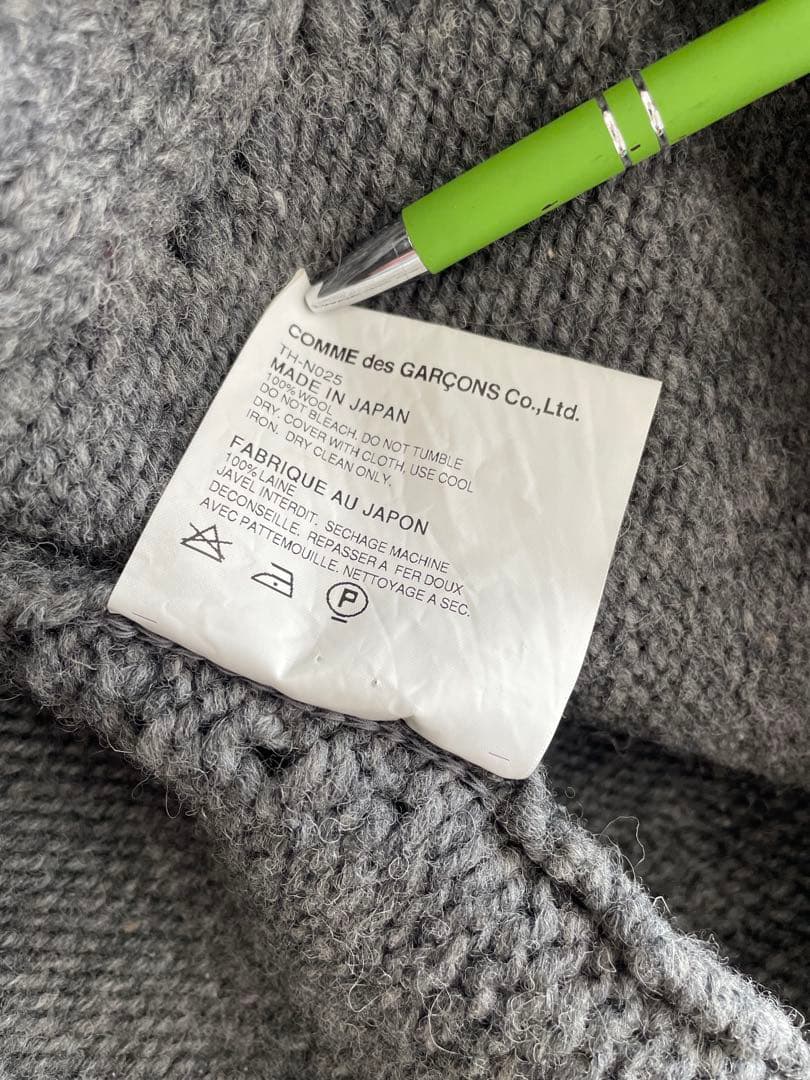 COMME des GARÇONS Co.,Ltd.
TH-N025
MADE IN JAPAN
100% WOOL
DO NOT BLEACH. DO NOT TUMBLE
DRY. COVER WITH CLOTH, USE COOL
IRON. DRY CLEAN ONLY.
FABRIQUE AU JAPON
100% LAINE
JAVEL INTERDIT. SECHAGE MACHINE
DECONSEILLE. REPASSER A FER DOUX
AVEC PATTEMOUILLE. NETTOYAGE A SEC.
P